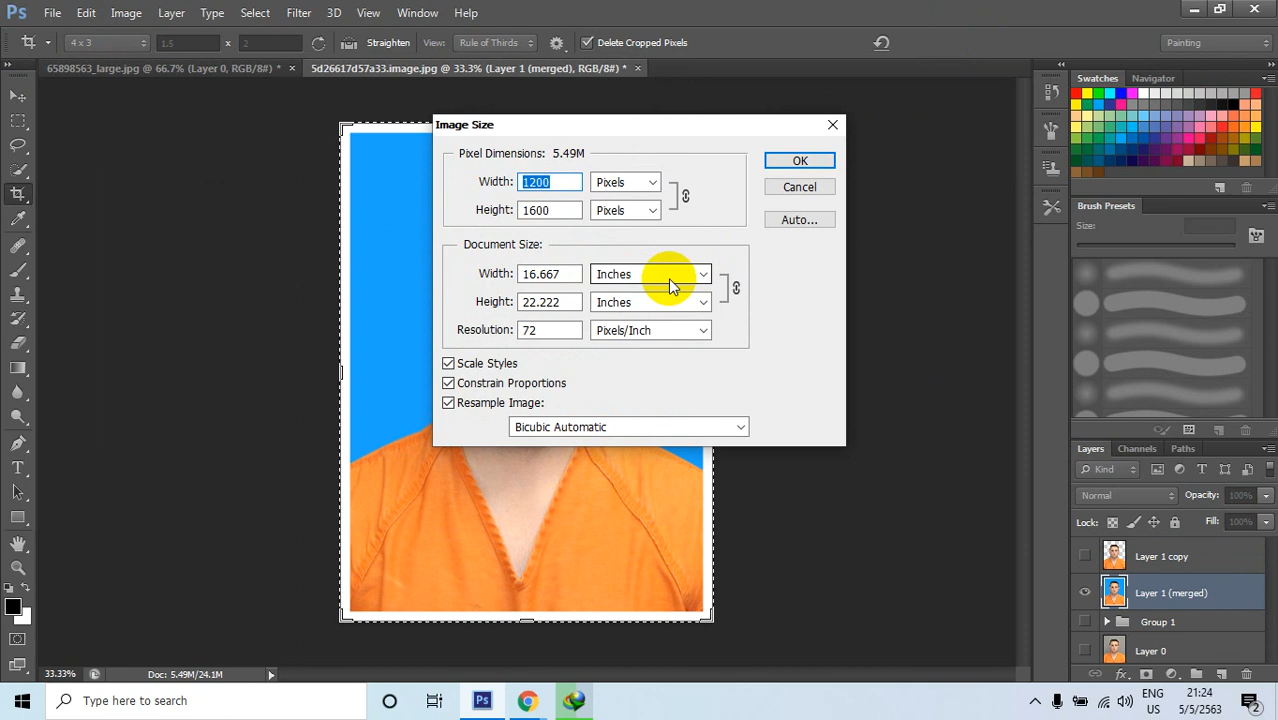 Ps File Edit Image Layer Type Select Filter 3D View Window Help
4 x 3 1.5 x 2 Straighten View: Rule of Thirds Delete Cropped Pixels Painting
65898563_large.jpg @ 66.7% (Layer 0, RGB/8#) * × 5d26617d57a33.image.jpg @ 33.3% (Layer 1 (merged), RGB/8#) * ×
Swatches Navigator
Image Size
Pixel Dimensions: 5.49M
Width: 1200 Pixels
Height: 1600 Pixels
OK
Cancel
Auto...
Document Size:
Width: 16.667 Inches
Height: 22.222 Inches
Resolution: 72 Pixels/Inch
Scale Styles
Constrain Proportions
Resample Image:
Bicubic Automatic
Brush Presets
Size:
Layers Channels Paths
Kind
Normal Opacity: 100%
Lock: Fill: 100%
Layer 1 copy
Layer 1 (merged)
Group 1
Layer 0
33.33% Doc: 5.49M/24.1M
Type here to search
Ps
ENG 21:24
US 5/5/2563
2